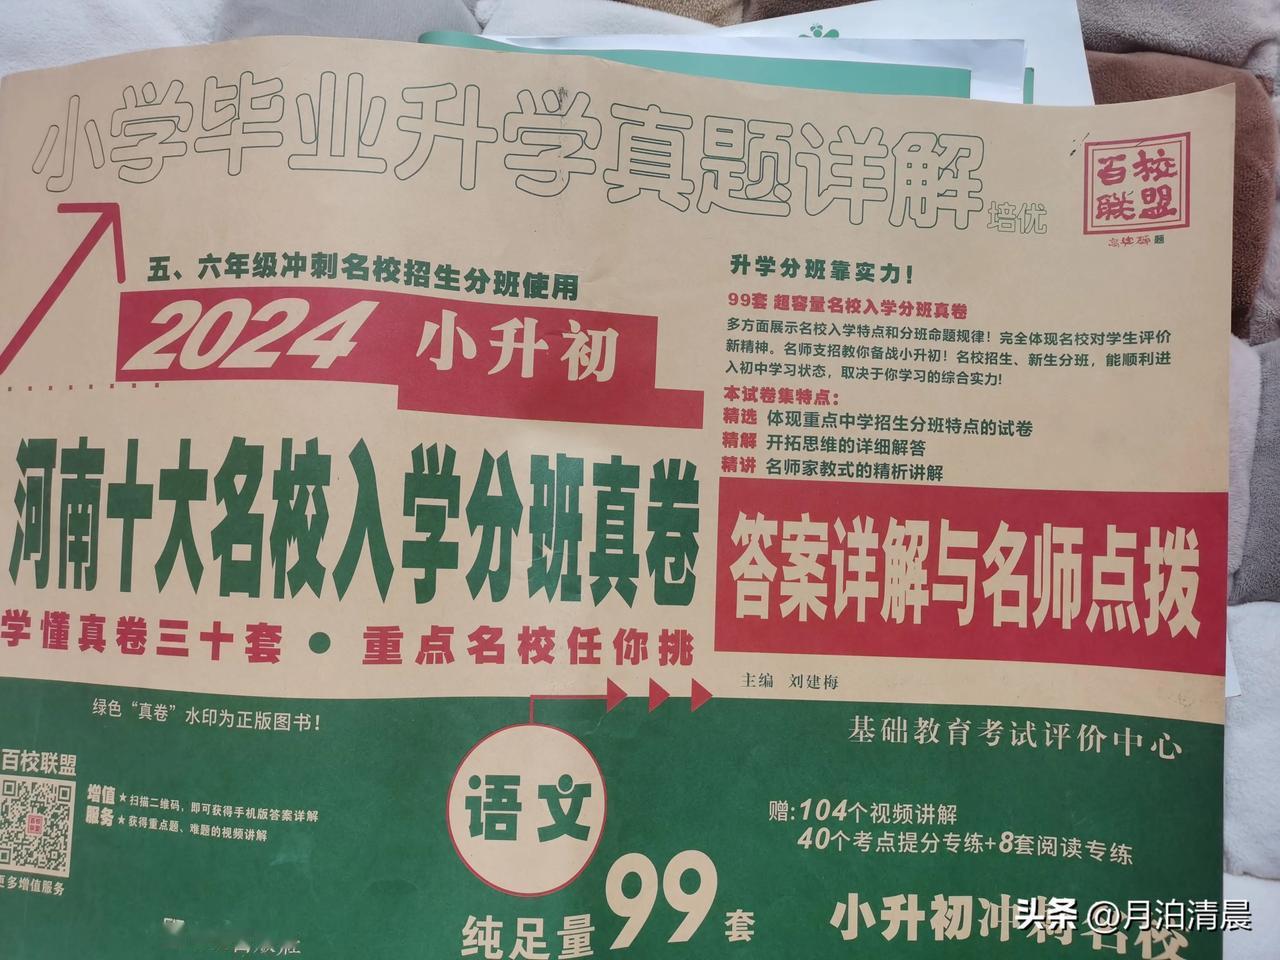 小学毕业升学真题详解 培优
百校联盟
五、六年级冲刺名校招生分班使用
2024 小升初
河南十大名校入学分班真卷
学懂真卷三十套 ● 重点名校任你挑
升学分班靠实力！
99套 超容量名校入学分班真卷
多方面展示名校入学特点和分班命题规律！完全体现名校对学生评价
新精神。名师支招教你备战小升初！名校招生、新生分班，能顺利进
入初中学习状态，取决于你学习的综合实力！
本试卷集特点：
精选 体现重点中学招生分班特点的试卷
精解 开拓思维的详细解答
精讲 名师家教式的精析讲解
答案详解与名师点拨
主编 刘建梅
绿色“真卷”水印为正版图书！
基础教育考试评价中心
百校联盟
增值服务
★扫描二维码，即可获得手机版答案详解
★获得重点题、难题的视频讲解
更多增值服务
语文
纯足量99套
赠：104个视频讲解
40个考点提分专练+8套阅读专练
小升初冲刺名校
头条 @月泊清晨